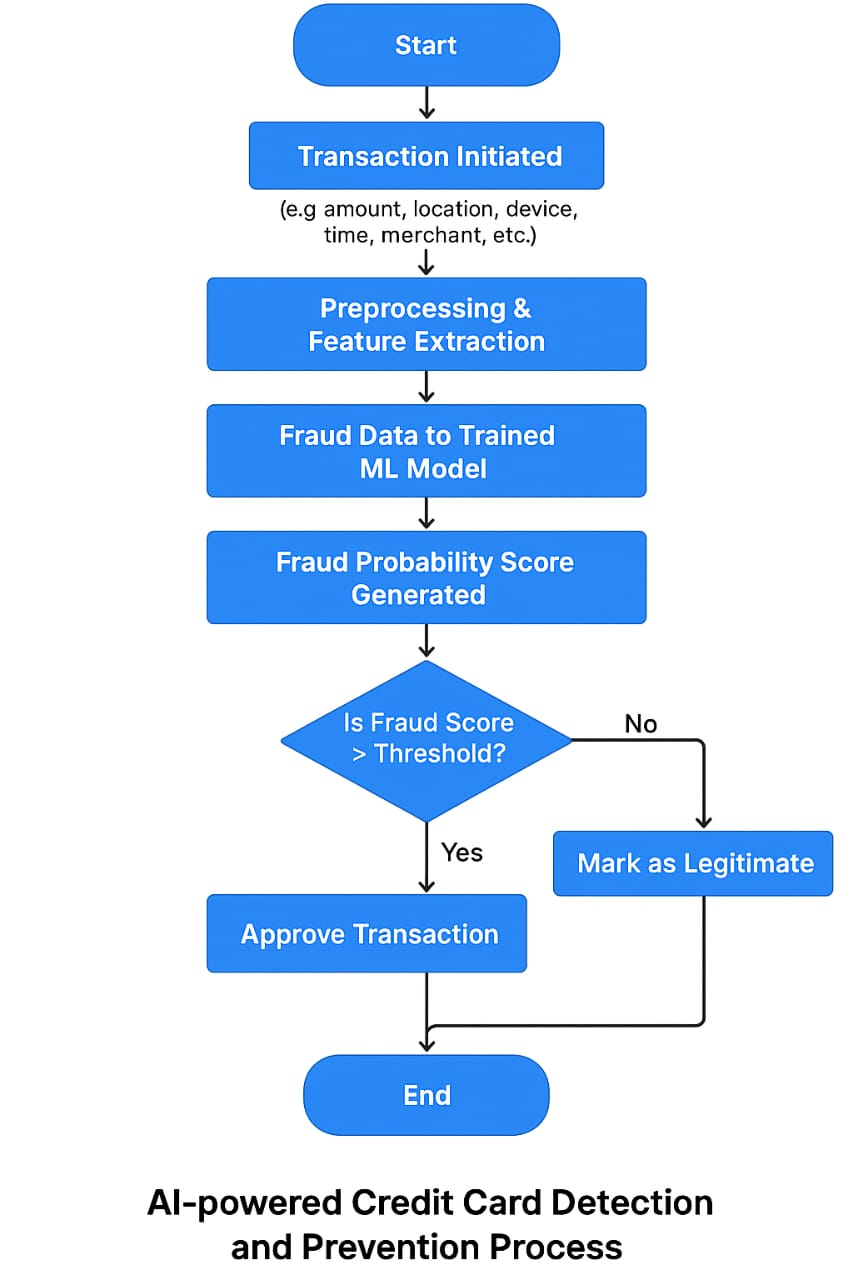 Start
Transaction Initiated
(e.g amount, location, device,
time, merchant, etc.)
Preprocessing &
Feature Extraction
Fraud Data to Trained
ML Model
Fraud Probability Score
Generated
Is Fraud Score
> Threshold?
No
Yes
Mark as Legitimate
Approve Transaction
End
AI-powered Credit Card Detection
and Prevention Process